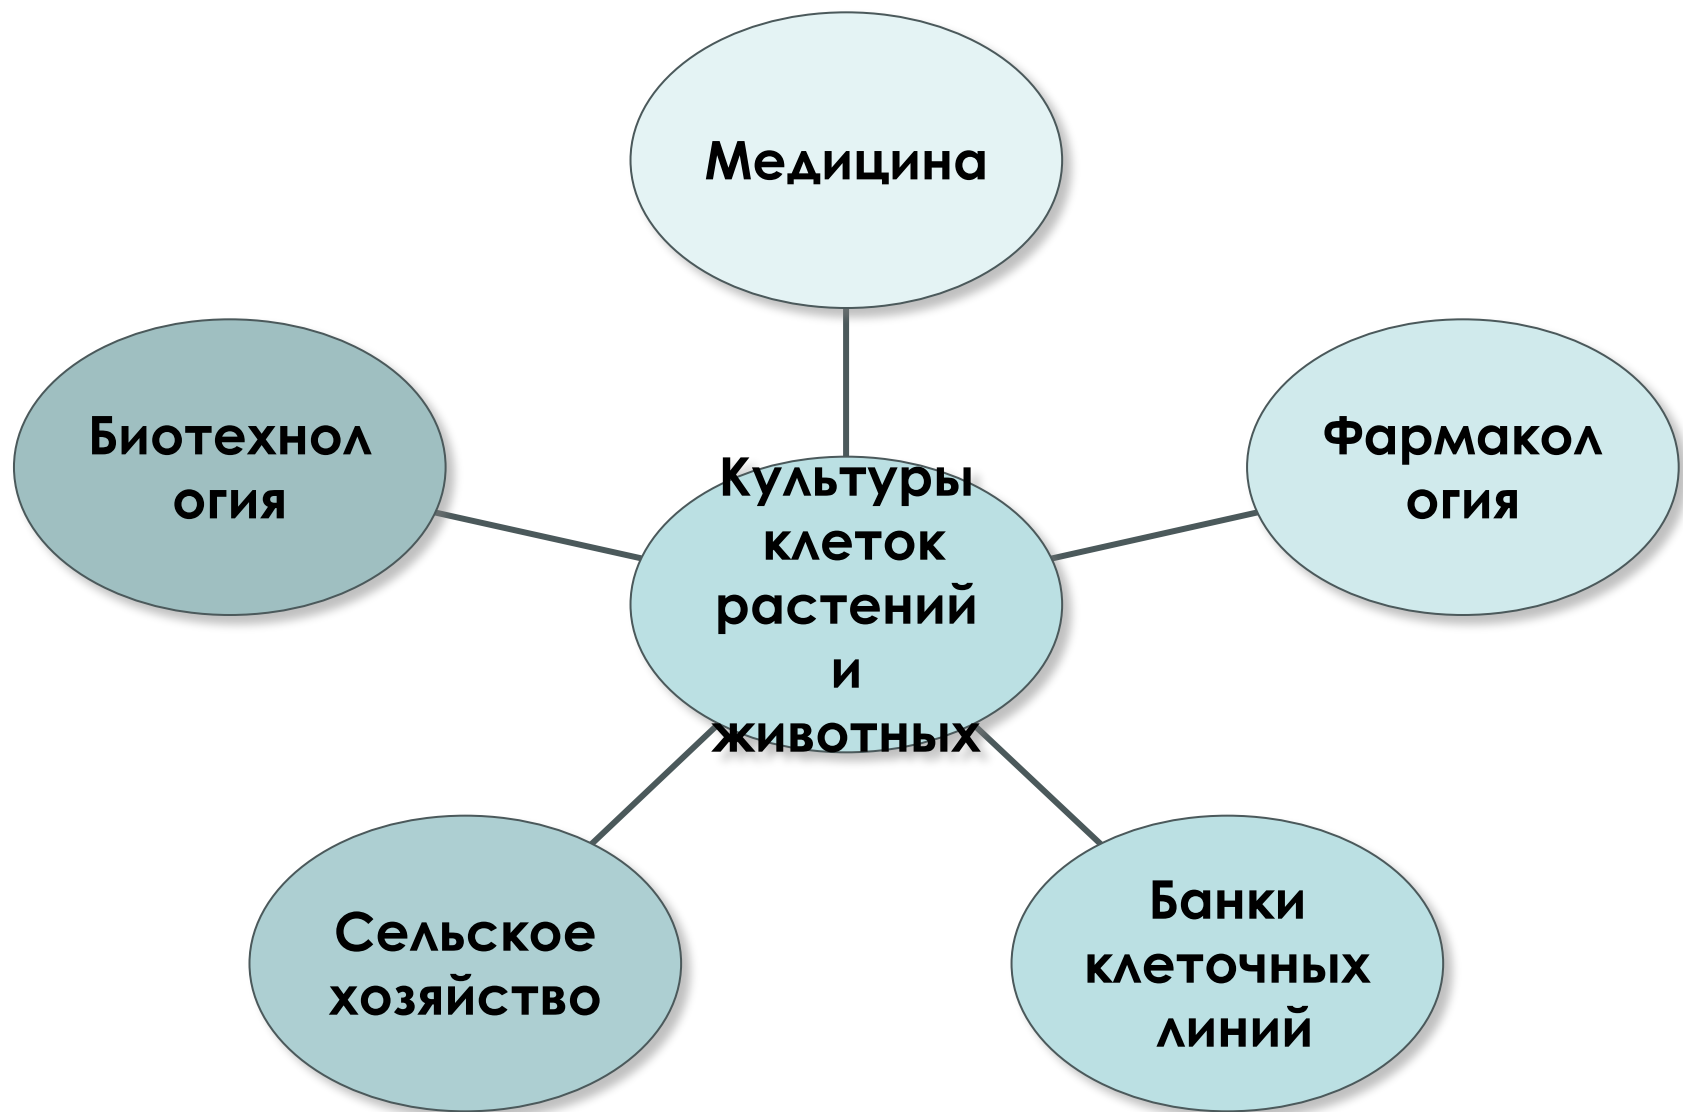 Медицина
Биотехнол
огия
Фармакол
огия
Культуры
клеток
растений
и
животных
Сельское
хозяйство
Банки
клеточных
линий